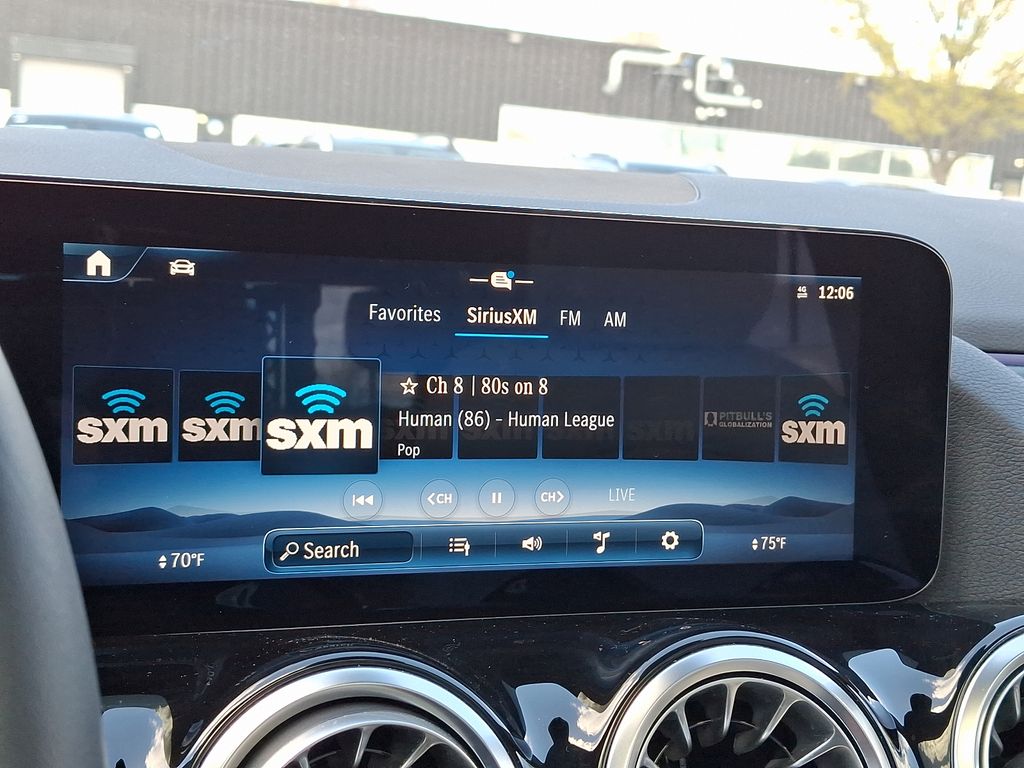 4G
12:06
Favorites SiriusXM FM AM
sxm sxm sxm
☆ Ch 8 | 80s on 8
Human (86) - Human League
Pop
PITBULL'S
GLOBALIZATION
sxm
<CH CH> LIVE
Search
70°F
75°F